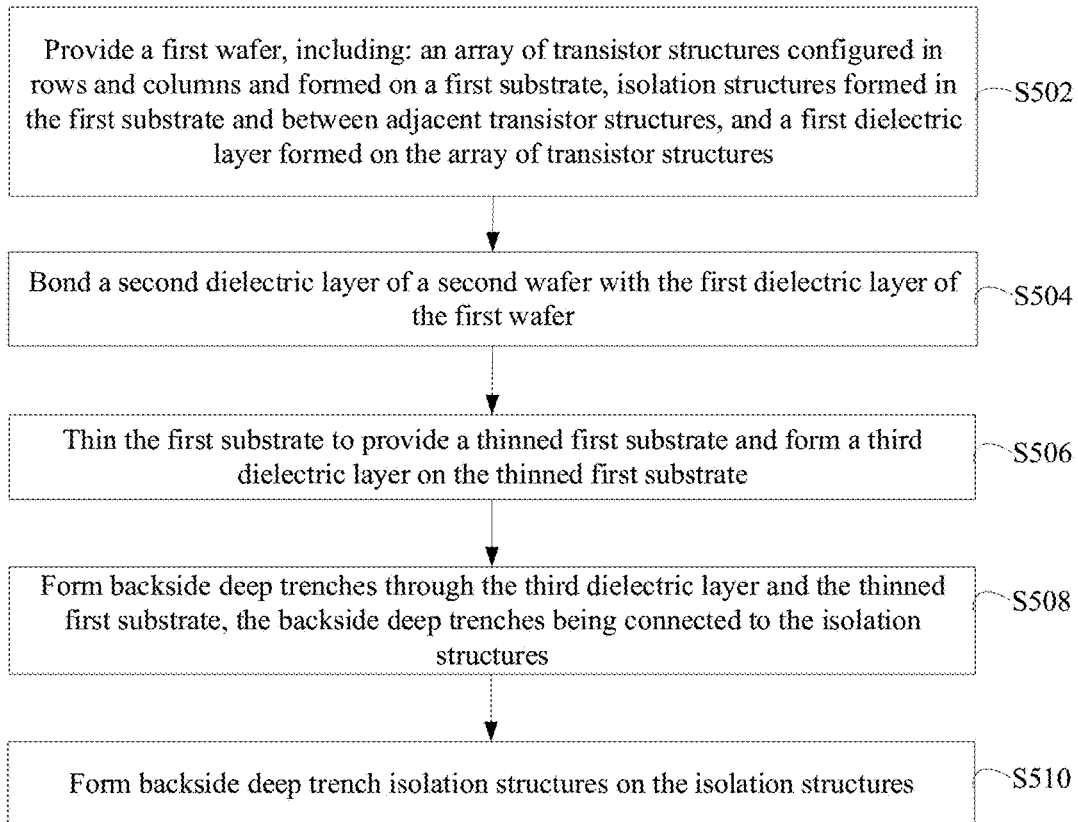 Provide a first wafer, including: an array of transistor structures configured in
rows and columns and formed on a first substrate, isolation structures formed in
the first substrate and between adjacent transistor structures, and a first dielectric
layer formed on the array of transistor structures
S502
Bond a second dielectric layer of a second wafer with the first dielectric layer of
the first wafer
S504
Thin the first substrate to provide a thinned first substrate and form a third
dielectric layer on the thinned first substrate
S506
Form backside deep trenches through the third dielectric layer and the thinned
first substrate, the backside deep trenches being connected to the isolation
structures
S508
Form backside deep trench isolation structures on the isolation structures
S510